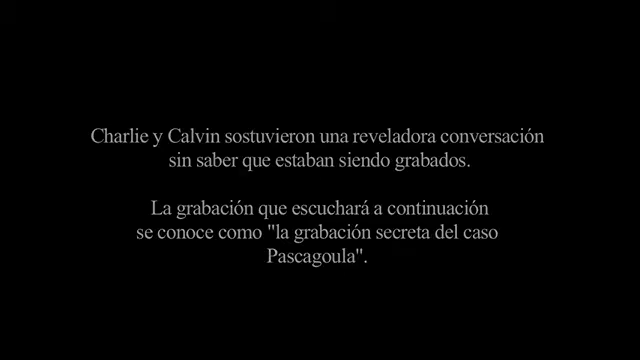 Charlie y Calvin sostuvieron una reveladora conversación
sin saber que estaban siendo grabados.
La grabación que escuchará a continuación
se conoce como "la grabación secreta del caso
Pascagoula".